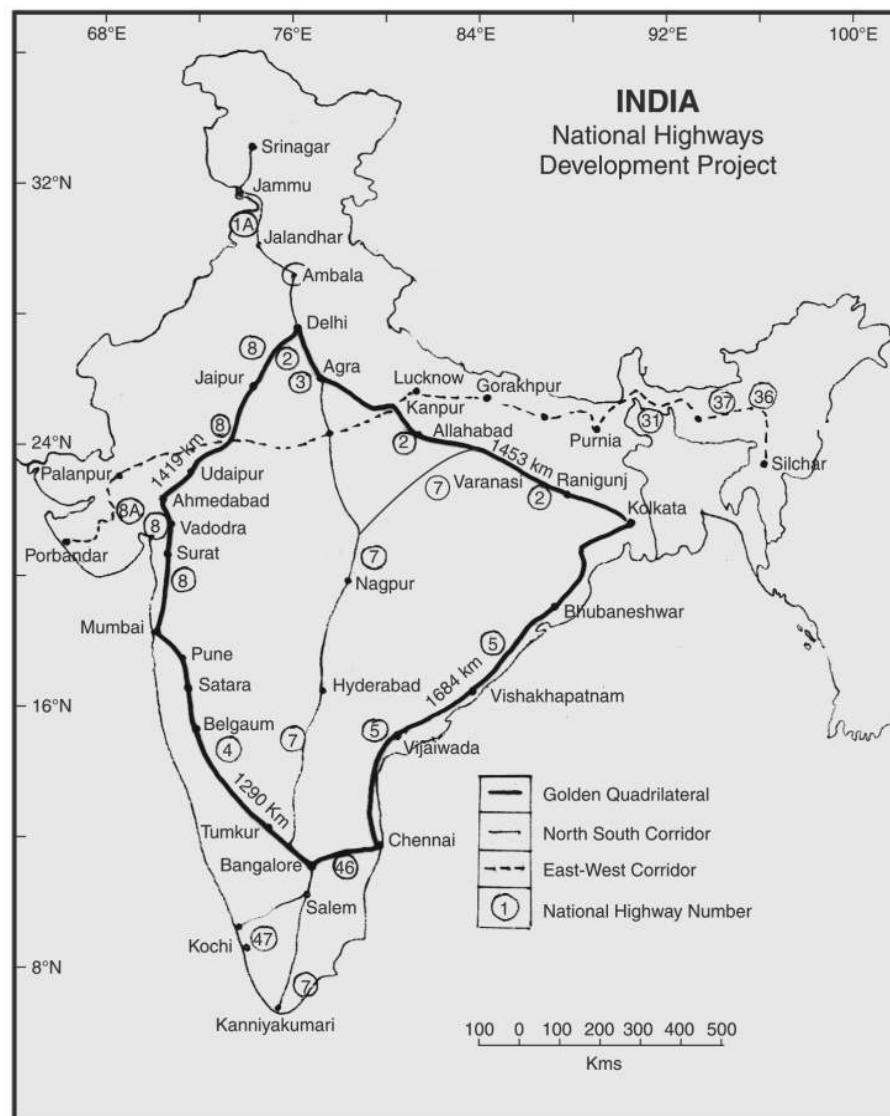 68°E
76°E
84°E
92°E
100°E
INDIA
National Highways
Development Project
Srinagar
32°N
Jammu
1A
Jalandhar
Ambala
Delhi
8
2
3
Agra
Jaipur
Lucknow
Gorakhpur
37
36
Kanpur
8
31
2
Allahabad
Purnia
24°N
1453 km
1419 km
Palanpur
Udaipur
Silchar
7
Varanasi
2
Ranigunj
Ahmedabad
8A
Kolkata
8
Vadodra
Porbandar
Surat
7
8
Nagpur
Bhubaneshwar
Mumbai
5
Pune
Satara
Hyderabad
1684 km
Vishakhapatnam
16°N
Belgaum
5
4
7
Vijaiwada
1290 Km
Golden Quadrilateral
Tumkur
North South Corridor
Chennai
Bangalore
46
East-West Corridor
Salem
1
National Highway Number
Kochi
47
8°N
7
Kanniyakumari
100 0 100 200 300 400 500
Kms